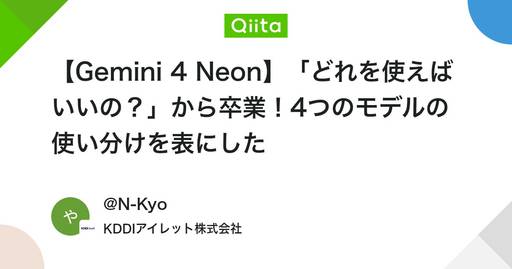 Qiita
【Gemini 4 Neon】「どれを使えば
いいの？」から卒業！4つのモデルの
使い分けを表にした
や
@N-Kyo
KDDIアイレット株式会社